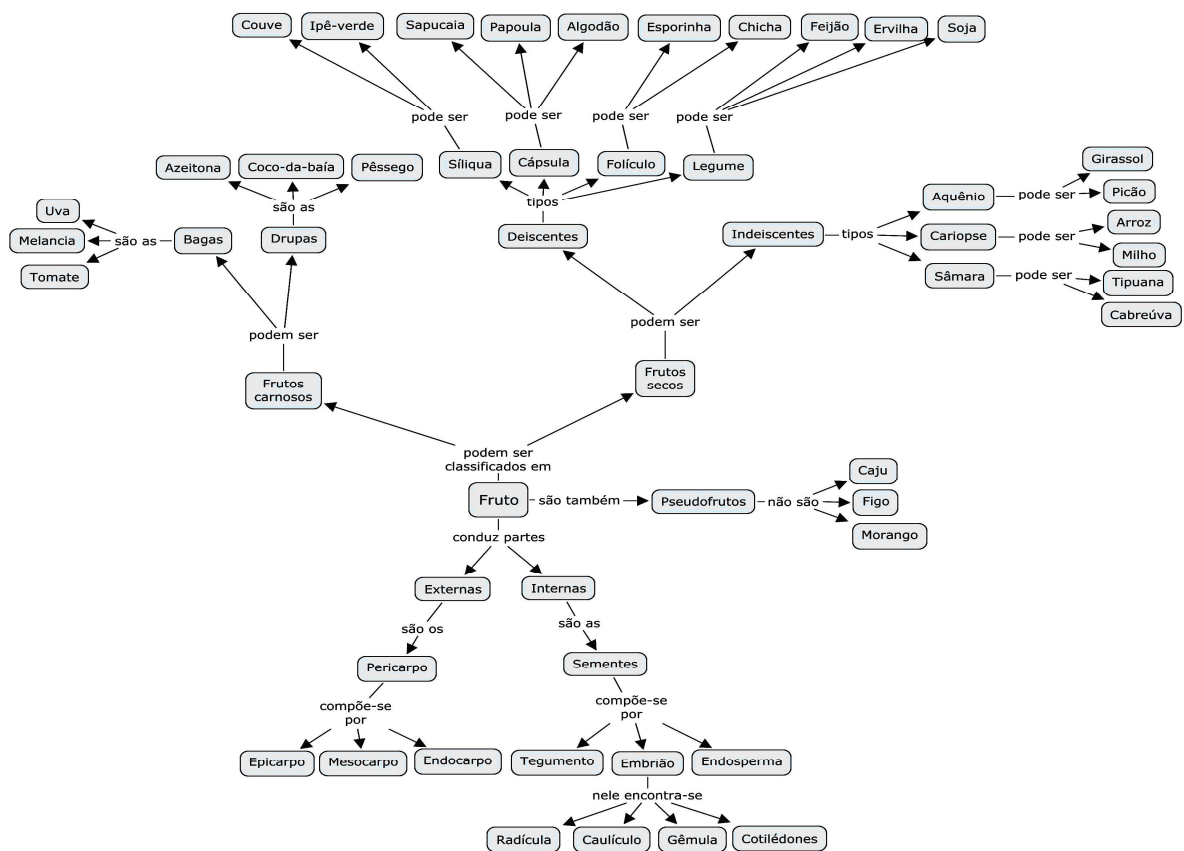 Couve
Ipê-verde
Sapucaia
Papoula
Algodão
Esporinha
Chicha
Feijão
Ervilha
Soja
pode ser
pode ser
pode ser
pode ser
Azeitona
Coco-da-baía
Pêssego
Síliqua
Cápsula
Folículo
Legume
Girassol
Aquênio
pode ser
Picão
Uva
são as
tipos
Melancia
são as
Bagas
Drupas
Deiscentes
Indeiscentes
tipos
Cariopse
pode ser
Arroz
Milho
Tomate
Sâmara
pode ser
Tipuana
Cabreúva
podem ser
podem ser
Frutos
carnosos
Frutos
secos
podem ser
classificados em
Fruto
são também
Pseudofrutos
não são
Caju
Figo
Morango
conduz partes
Externas
Internas
são os
são as
Pericarpo
Sementes
compõe-se
por
compõe-se
por
Epicarpo
Mesocarpo
Endocarpo
Tegumento
Embrião
Endosperma
nele encontra-se
Radícula
Caulículo
Gêmula
Cotilédones